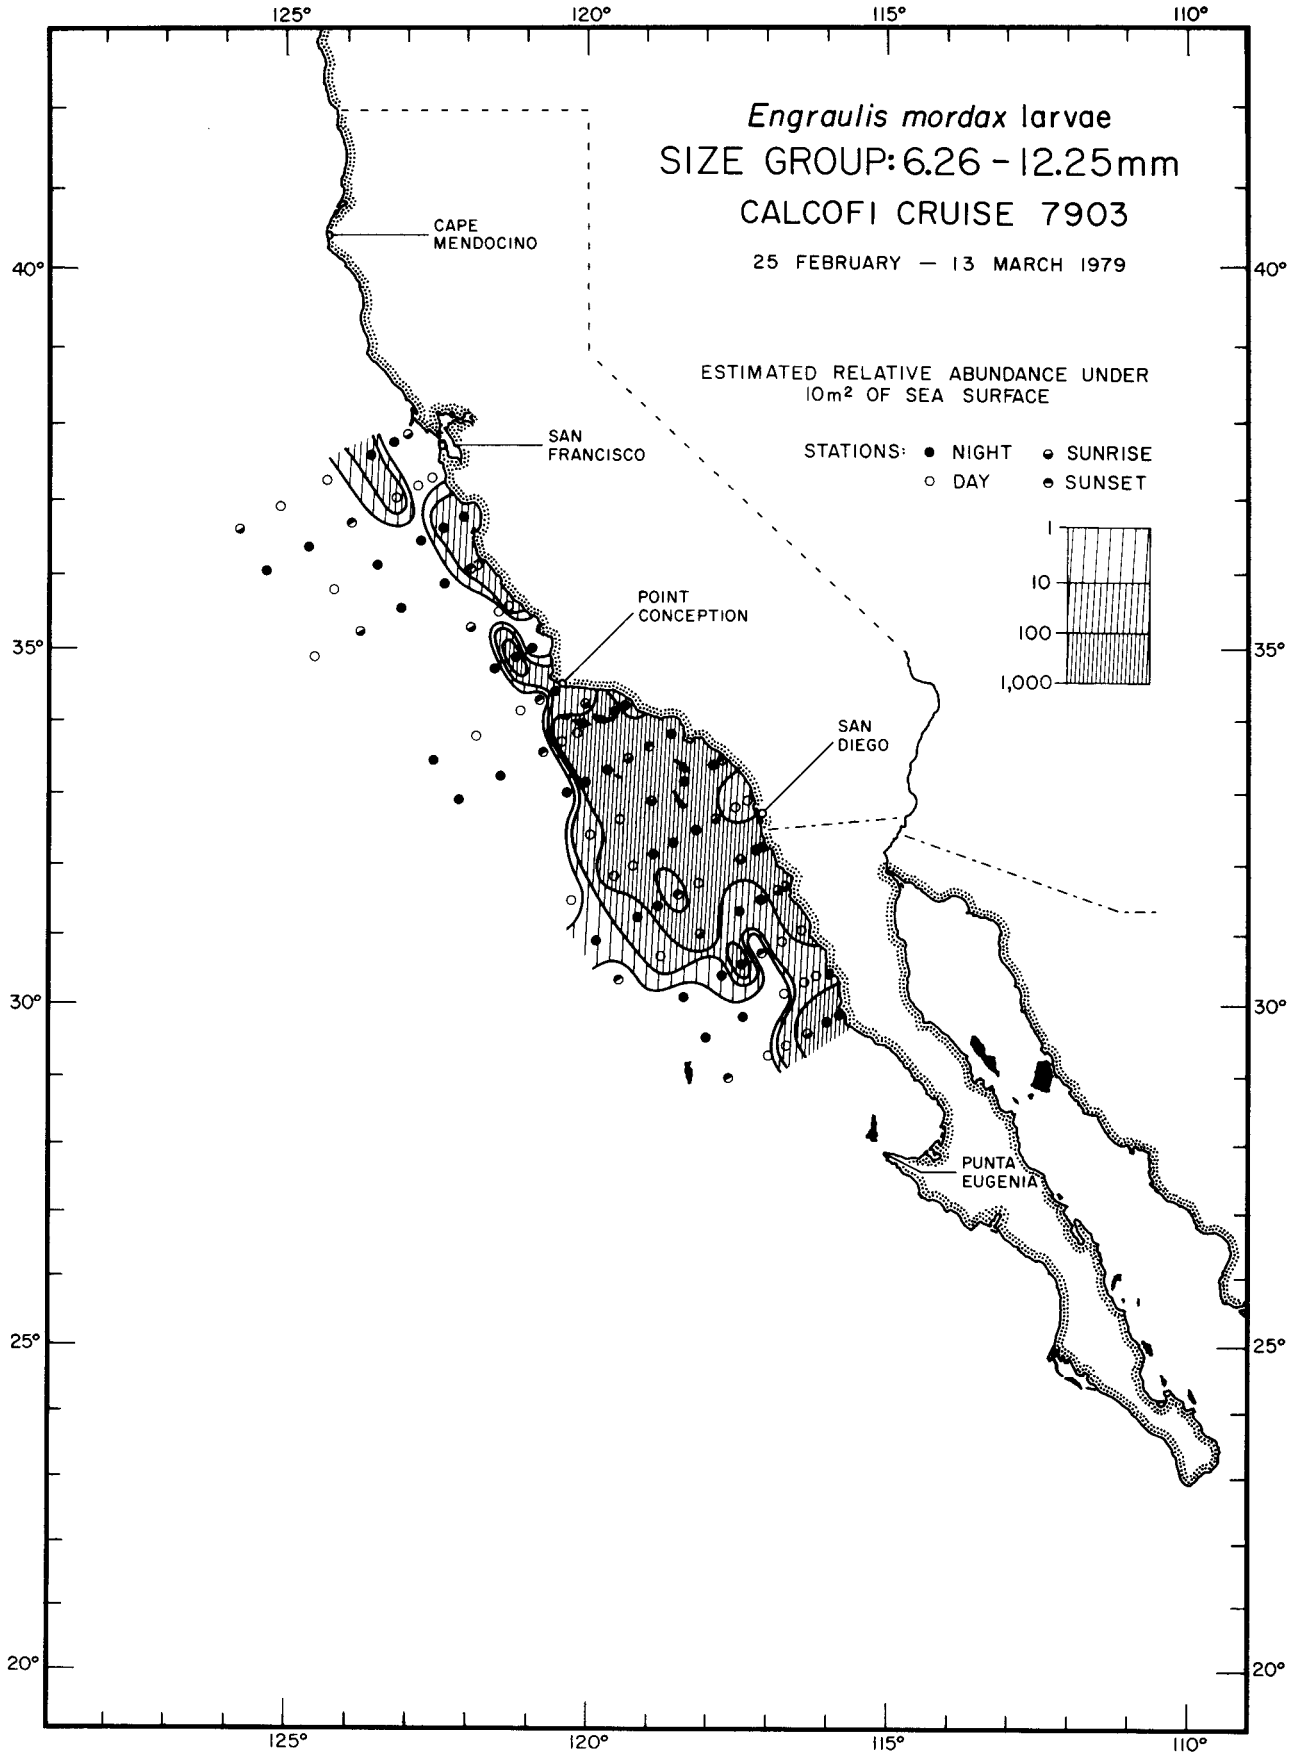 125° 120° 115° 110°
Engraulis mordax larvae
SIZE GROUP: 6.26 - 12.25mm
CALCOFI CRUISE 7903
25 FEBRUARY — 13 MARCH 1979
CAPE
MENDOCINO
40° 40°
ESTIMATED RELATIVE ABUNDANCE UNDER
10m² OF SEA SURFACE
STATIONS: ● NIGHT SUNRISE
○ DAY SUNSET
SAN
FRANCISCO
1
10
100
1,000
POINT
CONCEPTION
35° 35°
SAN
DIEGO
30° 30°
PUNTA
EUGENIA
25° 25°
20° 20°
125° 120° 115° 110°